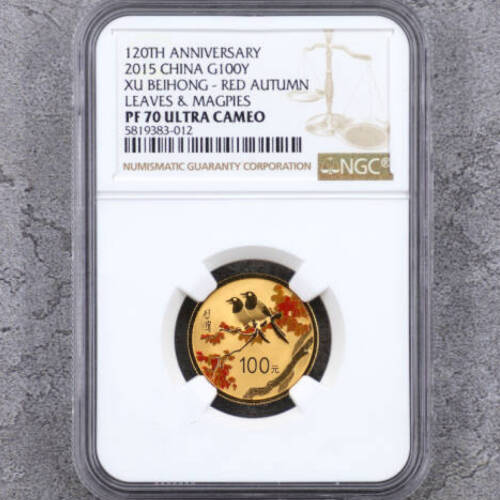 120TH ANNIVERSARY
2015 CHINA G100Y
XU BEIHONG - RED AUTUMN
LEAVES & MAGPIES
PF 70 ULTRA CAMEO
5819383-012
NUMISMATIC GUARANTY CORPORATION
NGC®
100元